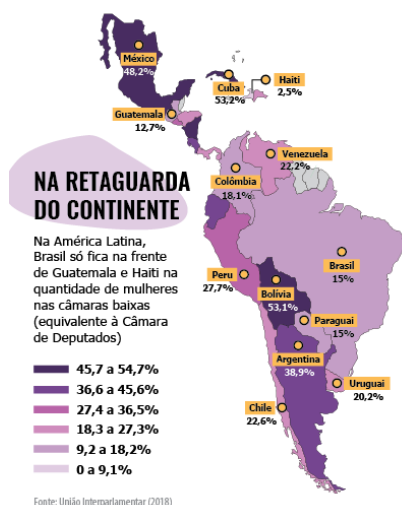 México
48,2%
Cuba
53,2%
Haiti
2,5%
Guatemala
12,7%
Venezuela
22,2%
Colômbia
18,1%
NA RETAGUARDA
DO CONTINENTE
Na América Latina,
Brasil só fica na frente
de Guatemala e Haiti na
quantidade de mulheres
nas câmaras baixas
(equivalente à Câmara
de Deputados)
Brasil
15%
Peru
27,7%
Bolívia
53,1%
Paraguai
15%
Argentina
38,9%
Uruguai
20,2%
Chile
22,6%
45,7 a 54,7%
36,6 a 45,6%
27,4 a 36,5%
18,3 a 27,3%
9,2 a 18,2%
0 a 9,1%
Fonte: União Interparlamentar (2018)